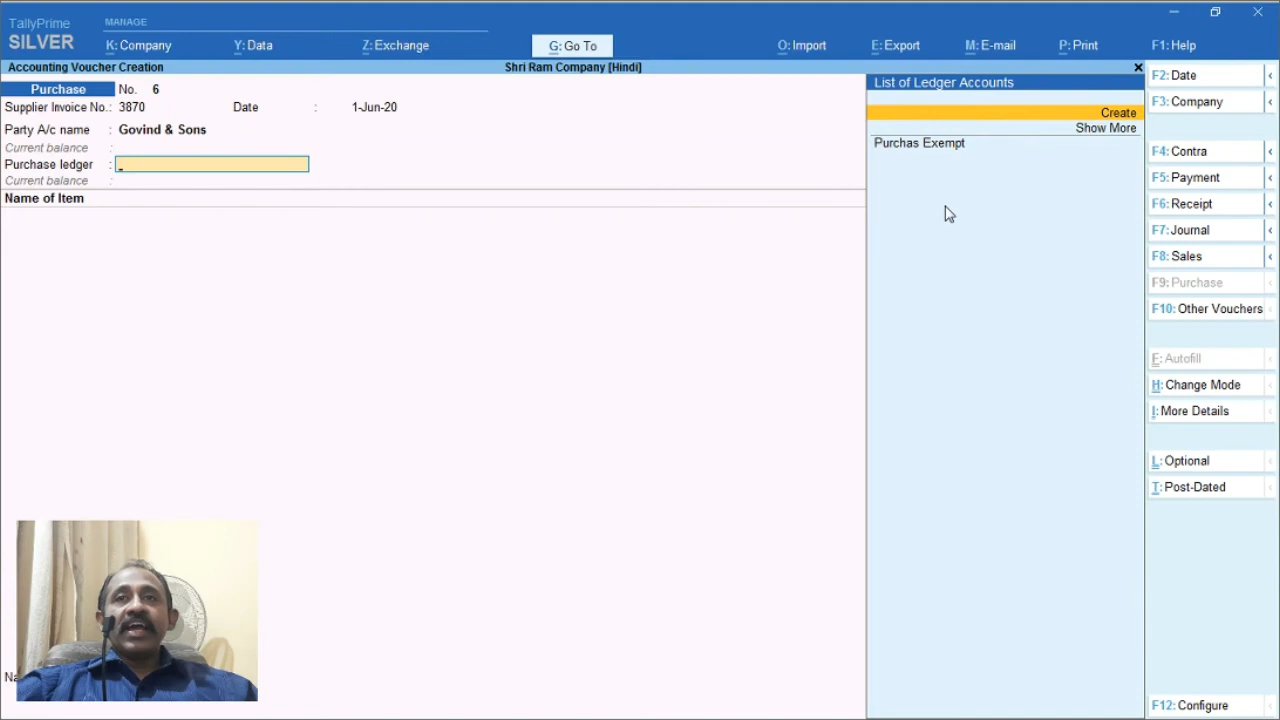 TallyPrime
SILVER
MANAGE
K: Company
Y: Data
Z: Exchange
G: Go To
O: Import
E: Export
M: E-mail
P: Print
F1: Help
Accounting Voucher Creation
Shri Ram Company [Hindi]
Purchase No. 6
Supplier Invoice No.: 3870 Date : 1-Jun-20
Party A/c name : Govind & Sons
Current balance :
Purchase ledger :
Current balance :
Name of Item
List of Ledger Accounts
Create
Show More
Purchas Exempt
F2: Date
F3: Company
F4: Contra
F5: Payment
F6: Receipt
F7: Journal
F8: Sales
F9: Purchase
F10: Other Vouchers
E: Autofill
H: Change Mode
I: More Details
L: Optional
T: Post-Dated
F12: Configure